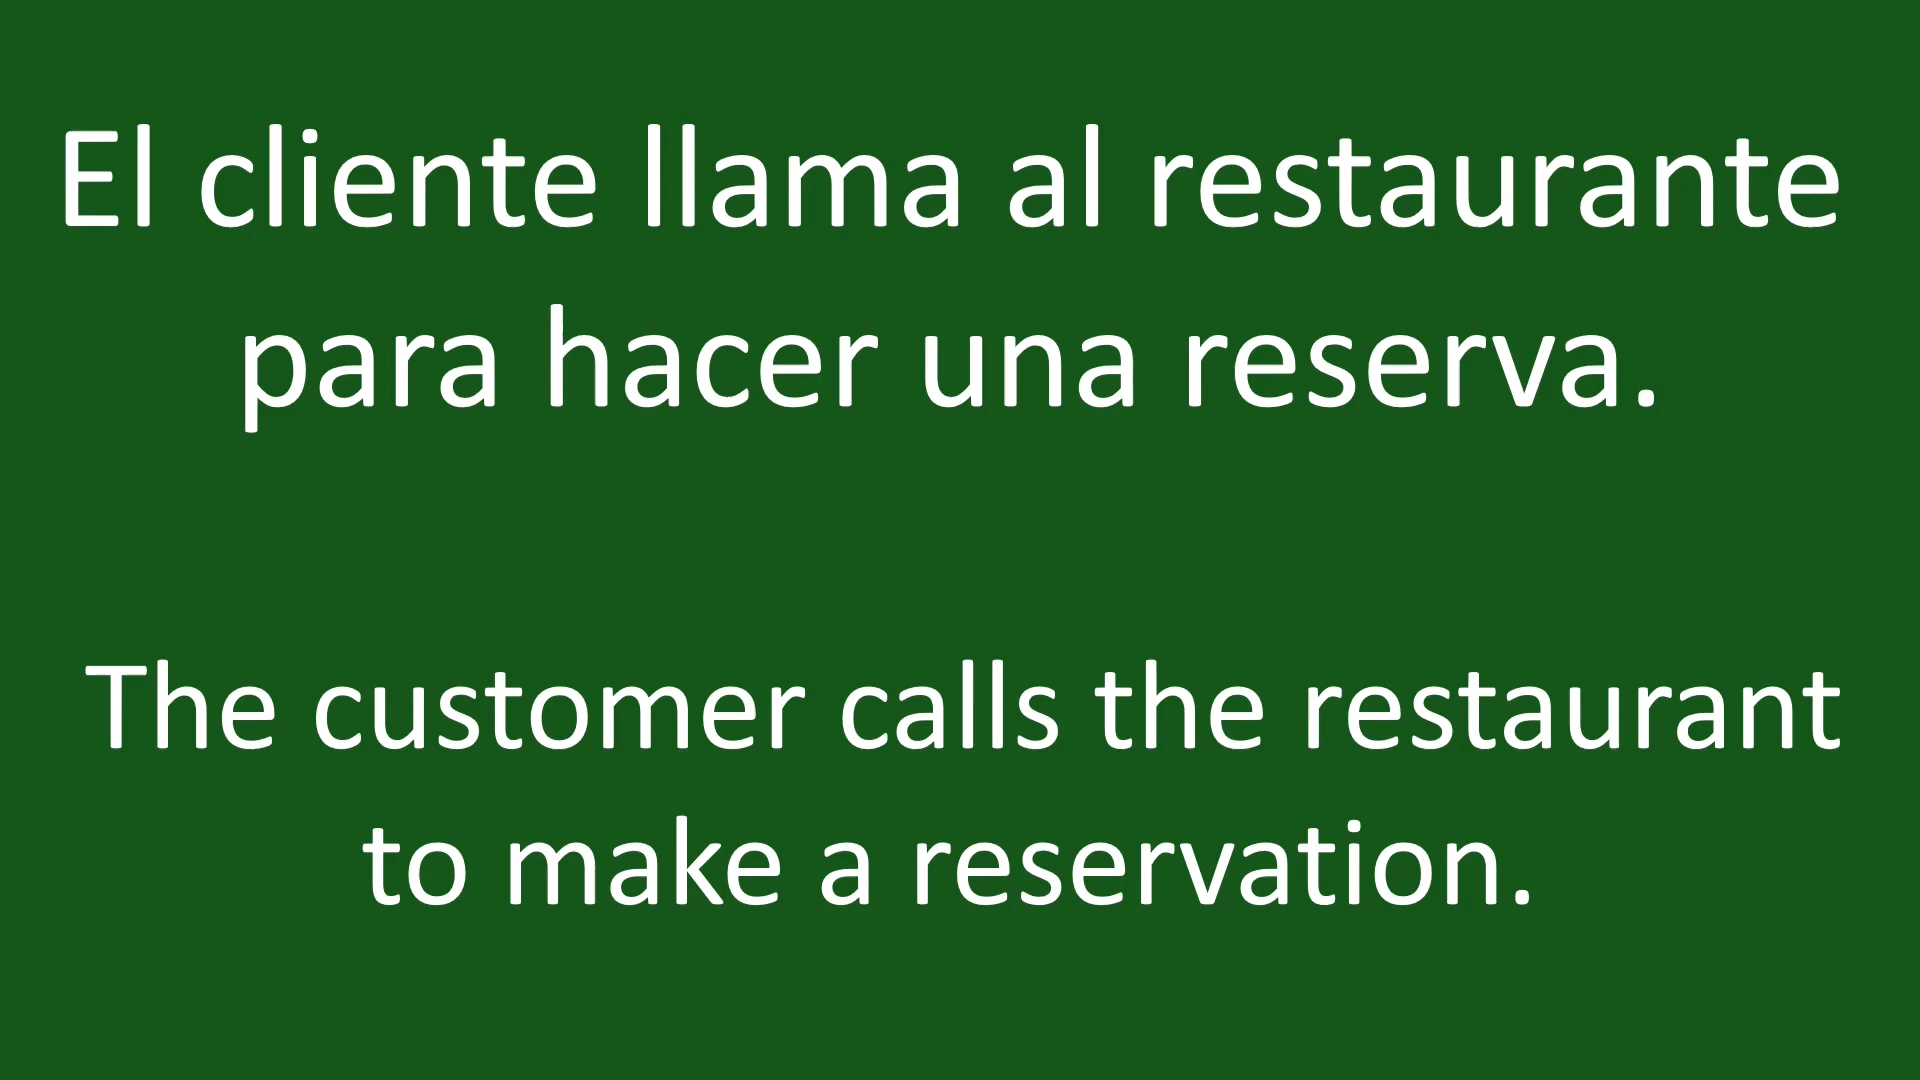 El cliente llama al restaurante
para hacer una reserva.
The customer calls the restaurant
to make a reservation.